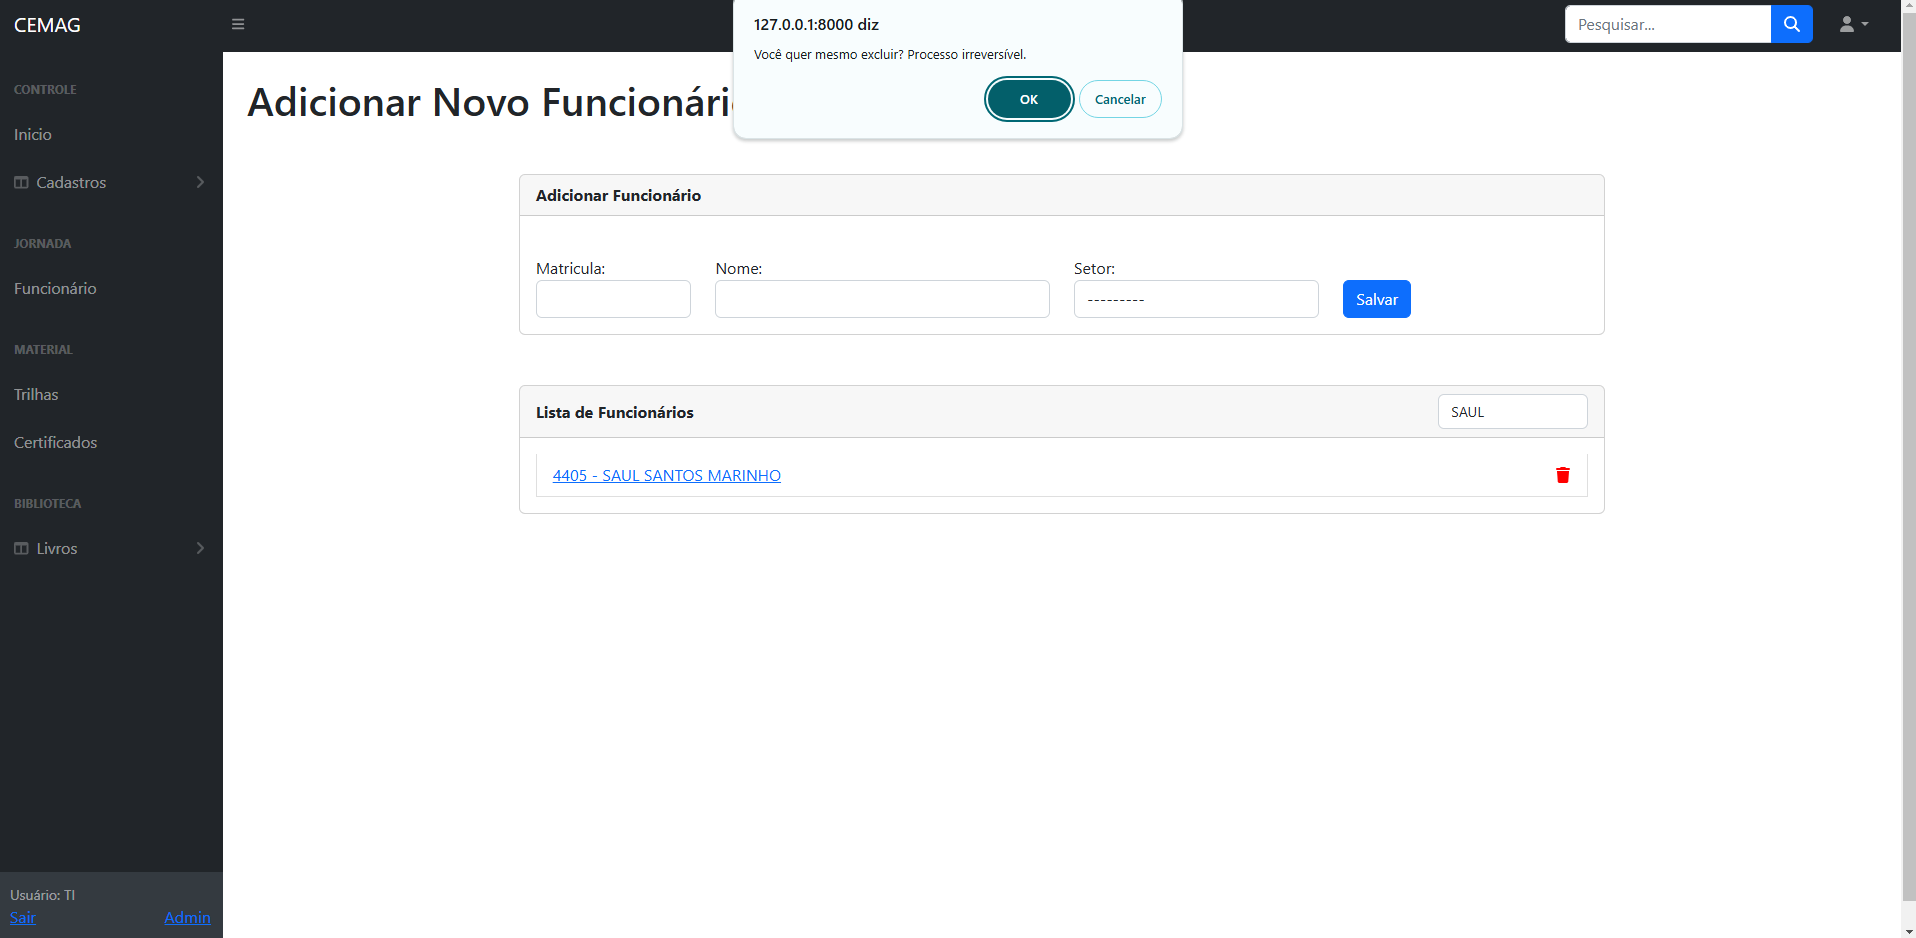 CEMAG
127.0.0.1:8000 diz
Você quer mesmo excluir? Processo irreversível.
OK
Cancelar
Pesquisar...
CONTROLE
Inicio
Cadastros
JORNADA
Funcionário
MATERIAL
Trilhas
Certificados
BIBLIOTECA
Livros
Usuário: TI
Sair
Admin
Adicionar Novo Funcionári
Adicionar Funcionário
Matricula:
Nome:
Setor:
---------
Salvar
Lista de Funcionários
SAUL
4405 - SAUL SANTOS MARINHO